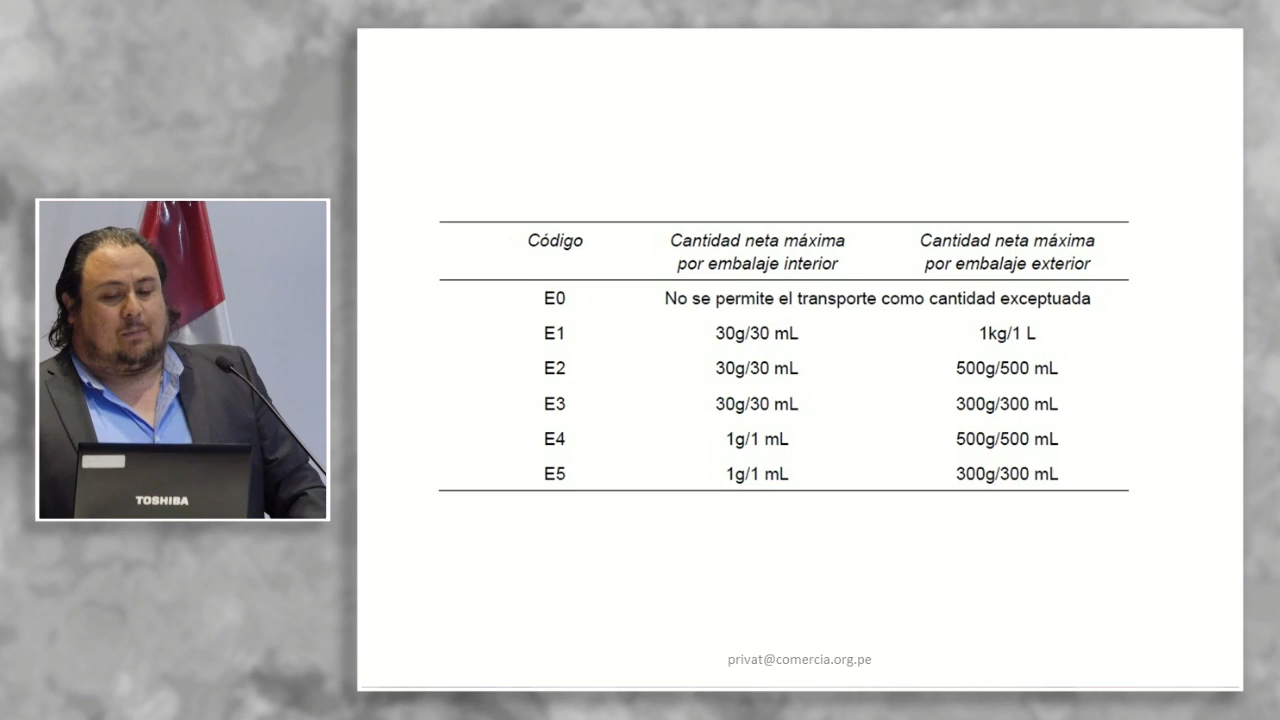 Código Cantidad neta máxima por embalaje interior Cantidad neta máxima por embalaje exterior
E0 No se permite el transporte como cantidad exceptuada
E1 30g/30 mL 1kg/1 L
E2 30g/30 mL 500g/500 mL
E3 30g/30 mL 300g/300 mL
E4 1g/1 mL 500g/500 mL
E5 1g/1 mL 300g/300 mL
TOSHIBA
privat@comercia.org.pe